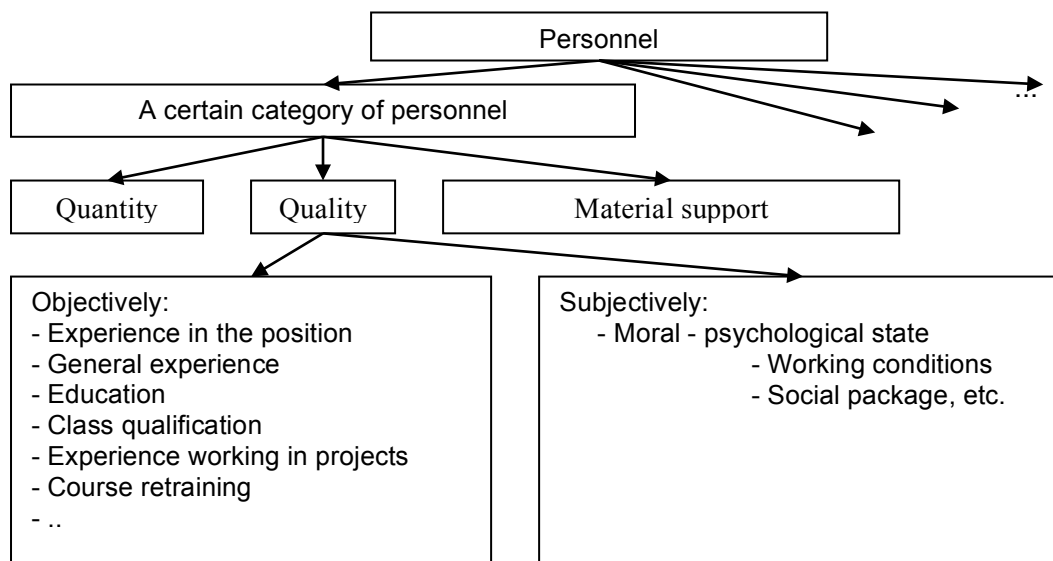 Personnel
...
A certain category of personnel
Quantity
Quality
Material support
Objectively:
- Experience in the position
- General experience
- Education
- Class qualification
- Experience working in projects
- Course retraining
- ..
Subjectively:
- Moral - psychological state
- Working conditions
- Social package, etc.